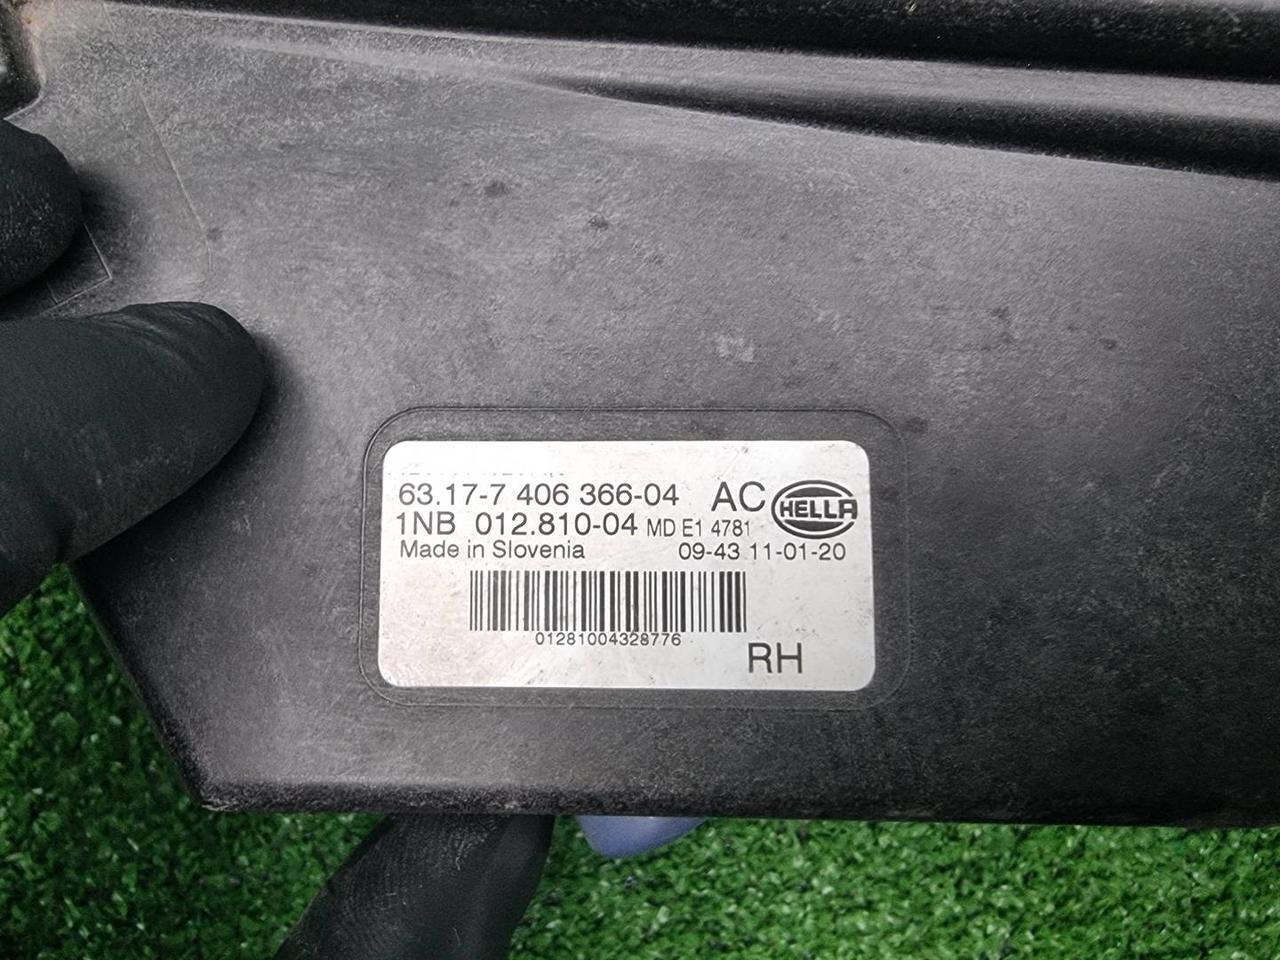 63.17-7 406 366-04 AC HELLA
1NB 012.810-04 MD E1 4781
Made in Slovenia 09-43 11-01-20
01281004328776
RH